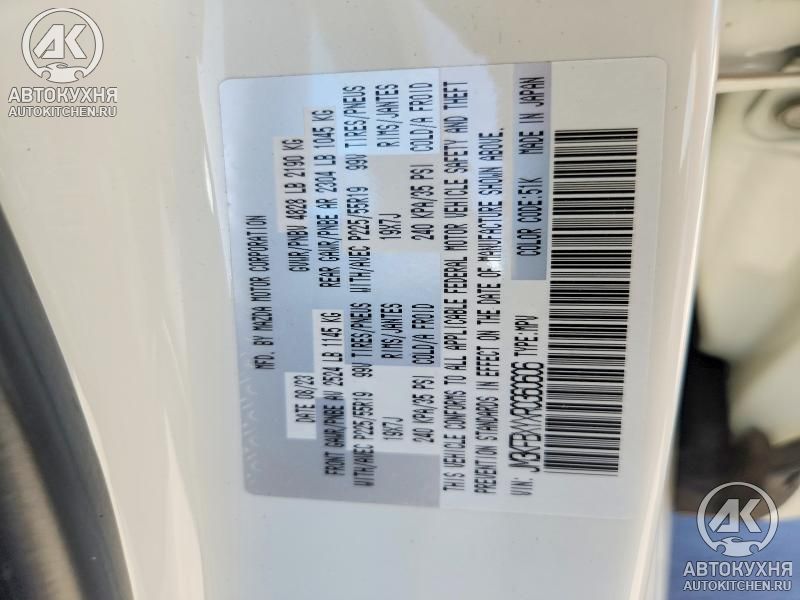 АК
АВТОКУХНЯ
AUTOKITCHEN.RU
MFD. BY MAZDA MOTOR CORPORATION
DATE 08/23 GVWR/PNBV 4828 LB 2190 KG
FRONT GAWR/PNBE AV 2524 LB 1145 KG REAR GAWR/PNBE AR 2304 LB 1045 KG
WITH/AVEC P225/55R19 99V TIRES/PNEUS WITH/AVEC P225/55R19 99V TIRES/PNEUS
19X7J RIMS/JANTES 19X7J RIMS/JANTES
240 KPA/35 PSI COLD/A FROID 240 KPA/35 PSI COLD/A FROID
THIS VEHICLE CONFORMS TO ALL APPLICABLE FEDERAL MOTOR VEHICLE SAFETY AND THEFT
PREVENTION STANDARDS IN EFFECT ON THE DATE OF MANUFACTURE SHOWN ABOVE.
COLOR CODE:51K MADE IN JAPAN
VIN: TYPE:MPV
АК
АВТОКУХНЯ
AUTOKITCHEN.RU